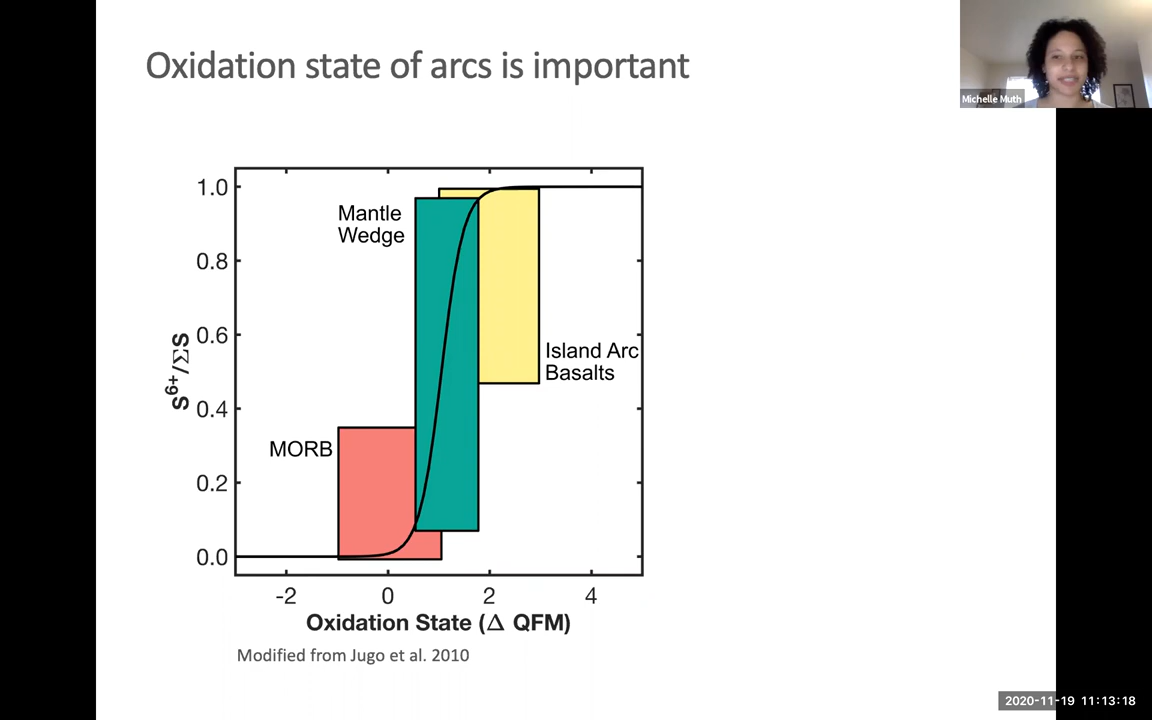 Oxidation state of arcs is important
Michelle Muth
1.0
Mantle
Wedge
0.8
0.6
Island Arc
Basalts
S6+/ΣS
0.4
MORB
0.2
0.0
-2 0 2 4
Oxidation State (Δ QFM)
Modified from Jugo et al. 2010
2020-11-19 11:13:18